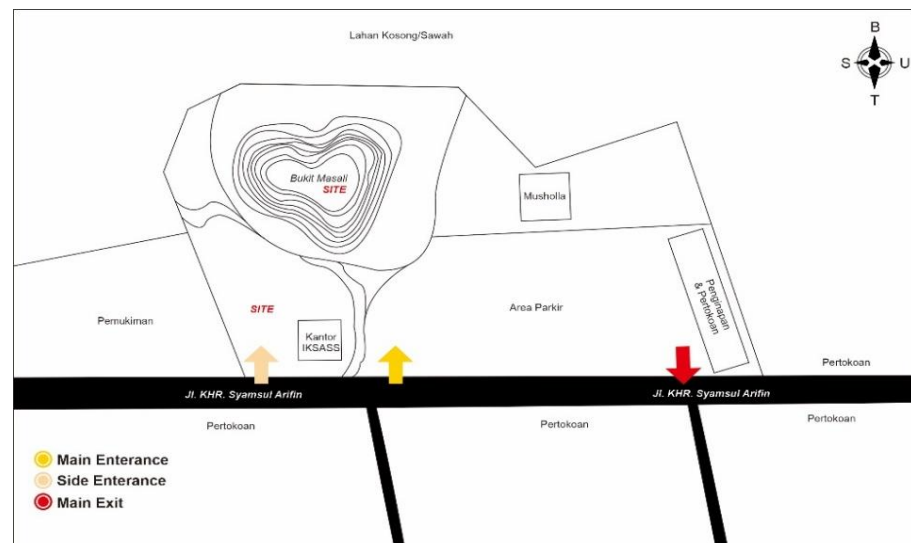 Lahan Kosong/Sawah
B
S
U
T
Bukit Masali
SITE
Musholla
SITE
Pemukiman
Kantor
IKSASS
Area Parkir
Penginapan
& Pertokoan
Pertokoan
Jl. KHR. Syamsul Arifin
Jl. KHR. Syamsul Arifin
Pertokoan
Pertokoan
Pertokoan
Main Enterance
Side Enterance
Main Exit